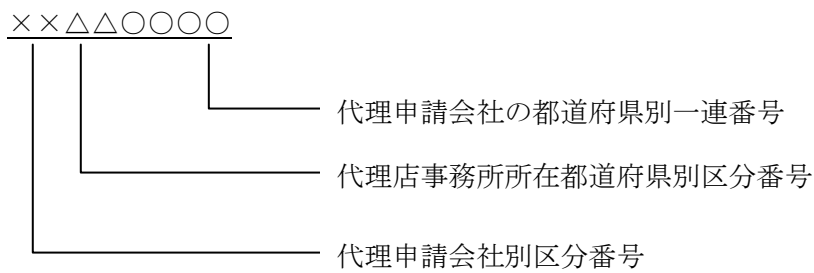 ××△△○○○○
代理申請会社の都道府県別一連番号
代理店事務所所在都道府県別区分番号
代理申請会社別区分番号